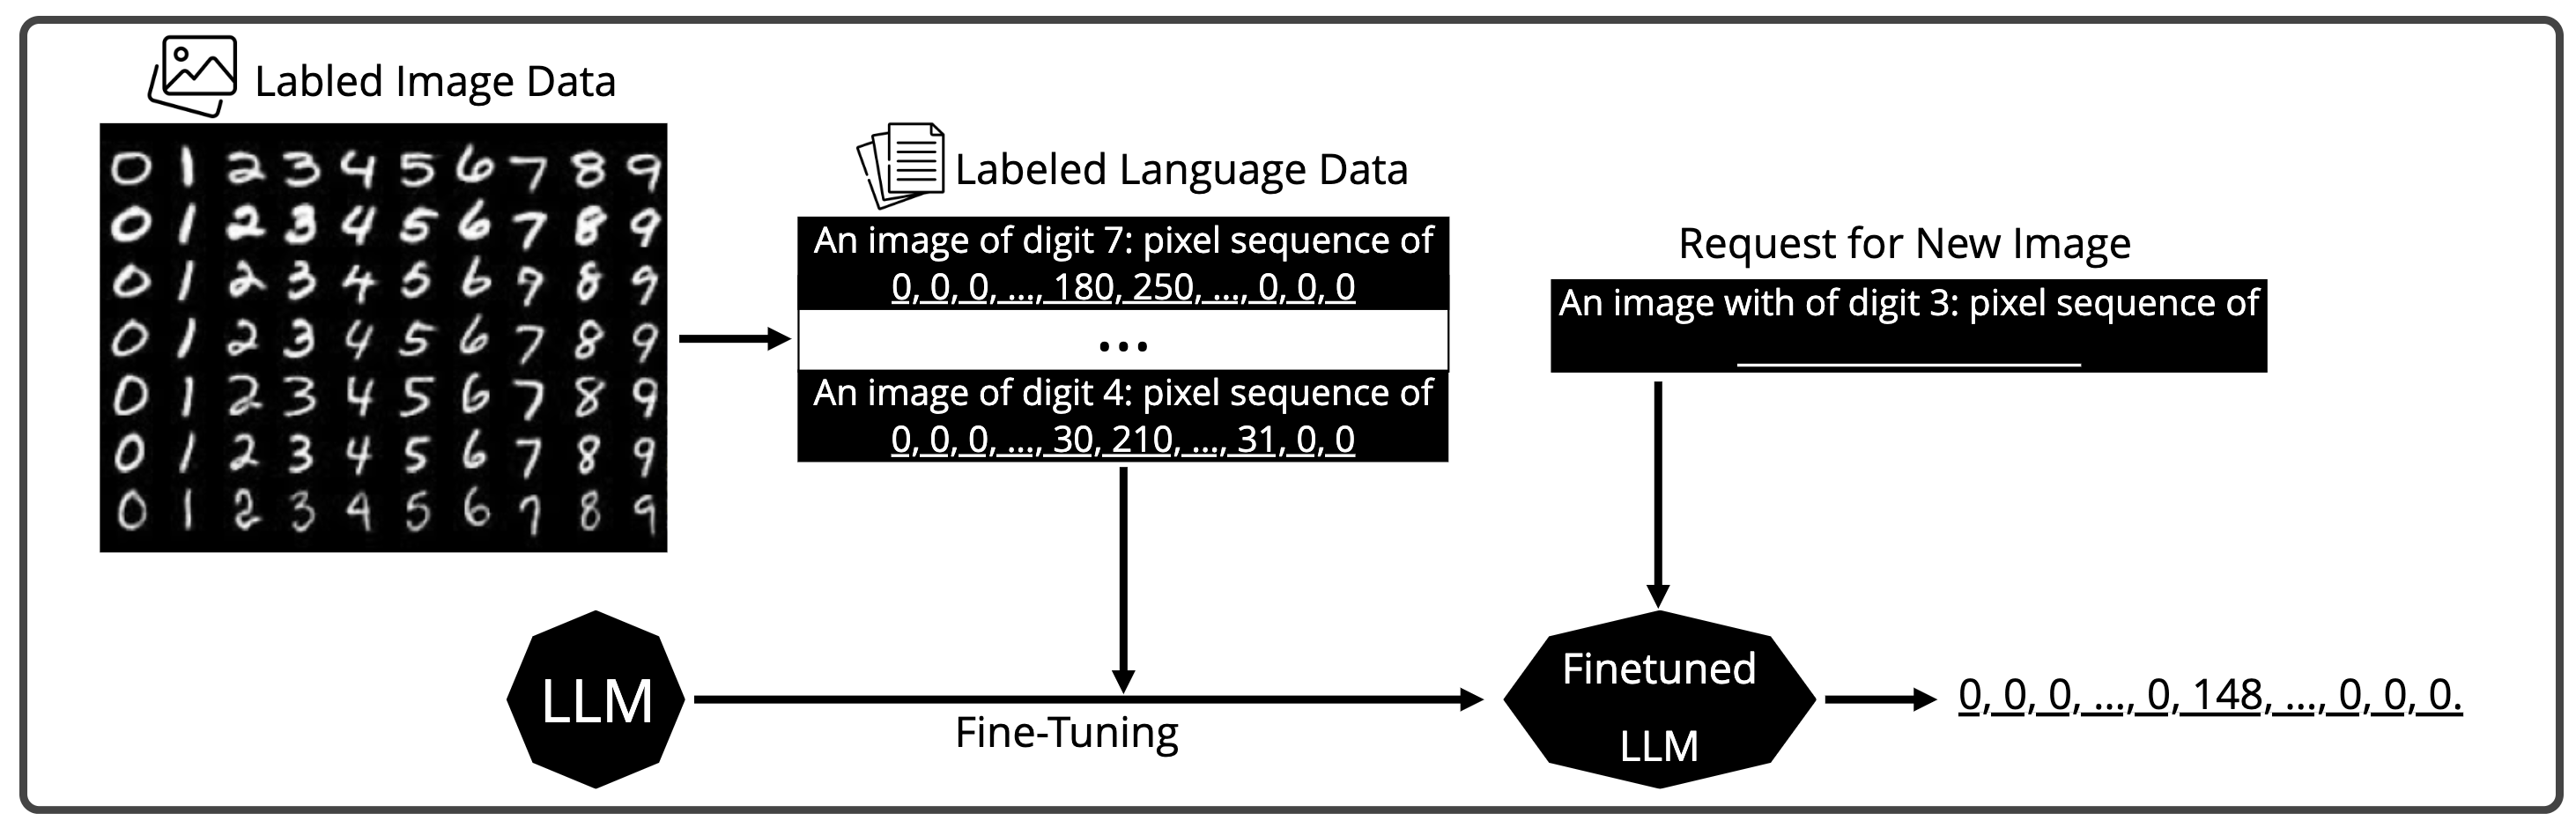 Labled Image Data
0 1 2 3 4 5 6 7 8 9
0 1 2 3 4 5 6 7 8 9
0 1 2 3 4 5 6 7 8 9
0 1 2 3 4 5 6 7 8 9
0 1 2 3 4 5 6 7 8 9
0 1 2 3 4 5 6 7 8 9
0 1 2 3 4 5 6 7 8 9
Labeled Language Data
An image of digit 7: pixel sequence of
0, 0, 0, ..., 180, 250, ..., 0, 0, 0
...
An image of digit 4: pixel sequence of
0, 0, 0, ..., 30, 210, ..., 31, 0, 0
Request for New Image
An image with of digit 3: pixel sequence of
LLM
Fine-Tuning
Finetuned
LLM
0, 0, 0, ..., 0, 148, ..., 0, 0, 0.